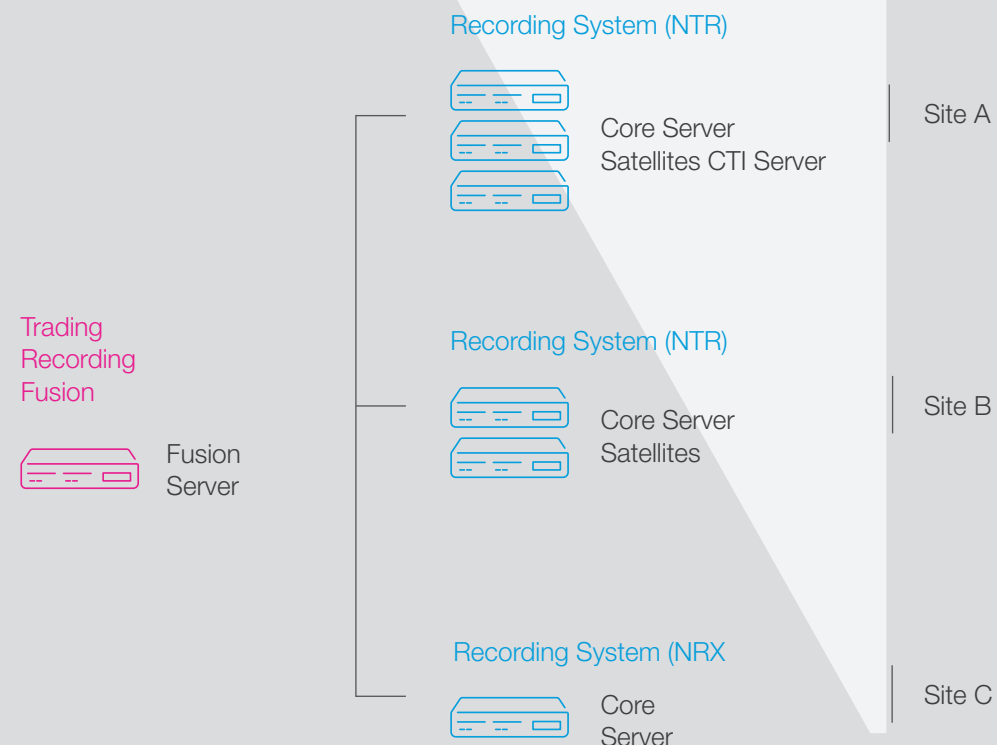 Recording System (NTR)
Core Server
Satellites CTI Server
Site A
Trading
Recording
Fusion
Fusion
Server
Recording System (NTR)
Core Server
Satellites
Site B
Recording System (NRX
Core
Server
Site C